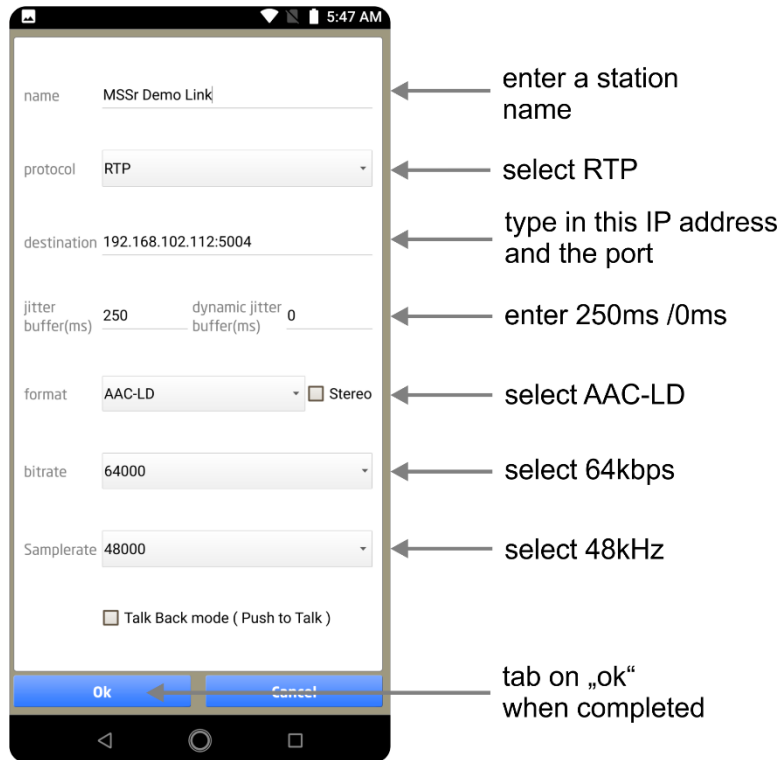 5:47 AM
name MSSr Demo Link
enter a station
name
protocol RTP
select RTP
destination 192.168.102.112:5004
type in this IP address
and the port
jitter
buffer(ms) 250
dynamic jitter
buffer(ms) 0
enter 250ms /0ms
format AAC-LD Stereo
select AAC-LD
bitrate 64000
select 64kbps
Samplerate 48000
select 48kHz
Talk Back mode ( Push to Talk )
Ok Cancel
tab on „ok“
when completed